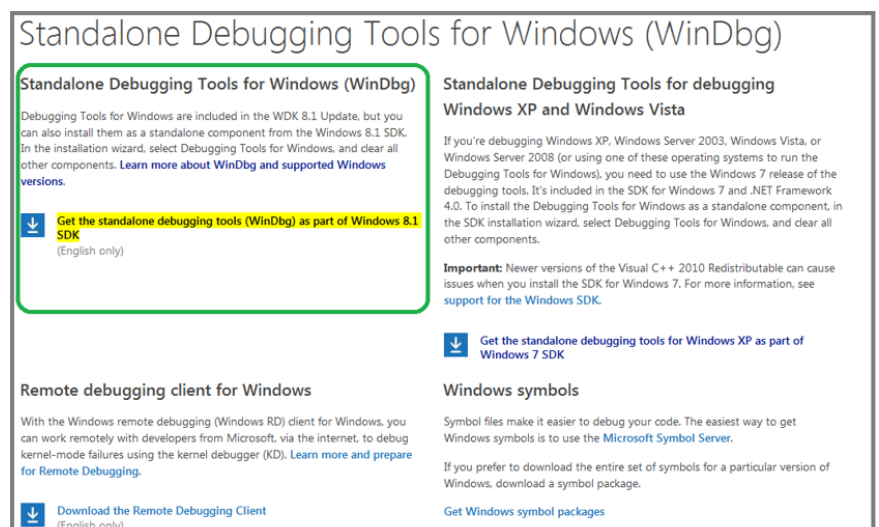 Standalone Debugging Tools for Windows (WinDbg)
Standalone Debugging Tools for Windows (WinDbg)
Debugging Tools for Windows are included in the WDK 8.1 Update, but you
can also install them as a standalone component from the Windows 8.1 SDK.
In the installation wizard, select Debugging Tools for Windows, and clear all
other components. Learn more about WinDbg and supported Windows
versions.
Get the standalone debugging tools (WinDbg) as part of Windows 8.1
SDK
(English only)
Standalone Debugging Tools for debugging
Windows XP and Windows Vista
If you're debugging Windows XP, Windows Server 2003, Windows Vista, or
Windows Server 2008 (or using one of these operating systems to run the
Debugging Tools for Windows), you need to use the Windows 7 release of the
debugging tools. It's included in the SDK for Windows 7 and .NET Framework
4.0. To install the Debugging Tools for Windows as a standalone component, in
the SDK installation wizard, select Debugging Tools for Windows, and clear all
other components.
Important: Newer versions of the Visual C++ 2010 Redistributable can cause
issues when you install the SDK for Windows 7. For more information, see
support for the Windows SDK.
Get the standalone debugging tools for Windows XP as part of
Windows 7 SDK
Remote debugging client for Windows
With the Windows remote debugging (Windows RD) client for Windows, you
can work remotely with developers from Microsoft, via the internet, to debug
kernel-mode failures using the kernel debugger (KD). Learn more and prepare
for Remote Debugging.
Download the Remote Debugging Client
(English only)
Windows symbols
Symbol files make it easier to debug your code. The easiest way to get
Windows symbols is to use the Microsoft Symbol Server.
If you prefer to download the entire set of symbols for a particular version of
Windows, download a symbol package.
Get Windows symbol packages